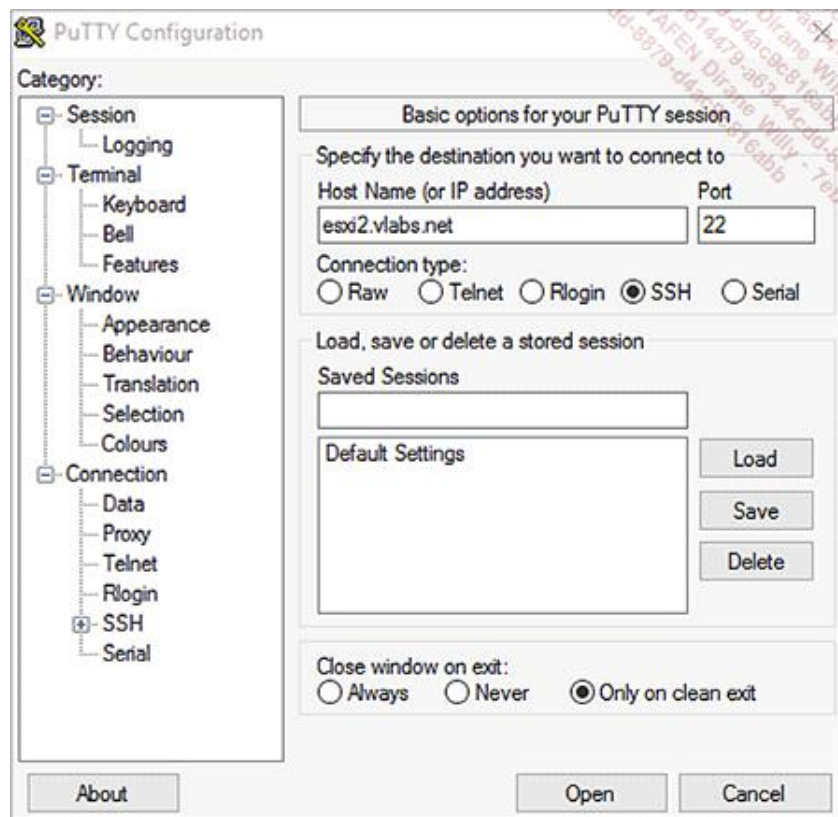 PuTTY Configuration
Category:
Session
Logging
Terminal
Keyboard
Bell
Features
Window
Appearance
Behaviour
Translation
Selection
Colours
Connection
Data
Proxy
Telnet
Rlogin
SSH
Serial
Basic options for your PuTTY session
Specify the destination you want to connect to
Host Name (or IP address) Port
esxi2.vlabs.net 22
Connection type:
Raw Telnet Rlogin SSH Serial
Load, save or delete a stored session
Saved Sessions
Default Settings
Load
Save
Delete
Close window on exit:
Always Never Only on clean exit
About Open Cancel